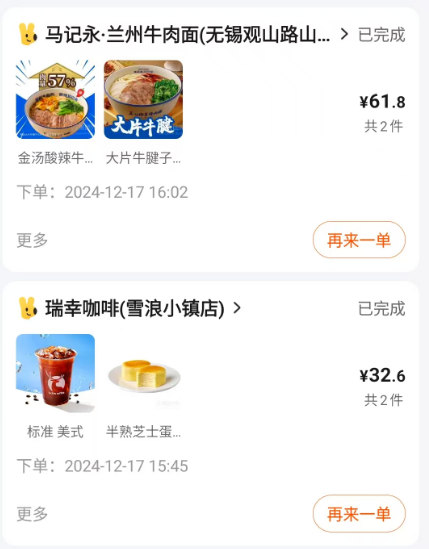 马记永·兰州牛肉面(无锡观山路山... > 已完成
57%
大片牛腱
¥61.8
共2件
金汤酸辣牛... 大片牛腱子...
下单：2024-12-17 16:02
更多 再来一单
瑞幸咖啡(雪浪小镇店) > 已完成
¥32.6
共2件
标准 美式 半熟芝士蛋...
下单：2024-12-17 15:45
更多 再来一单